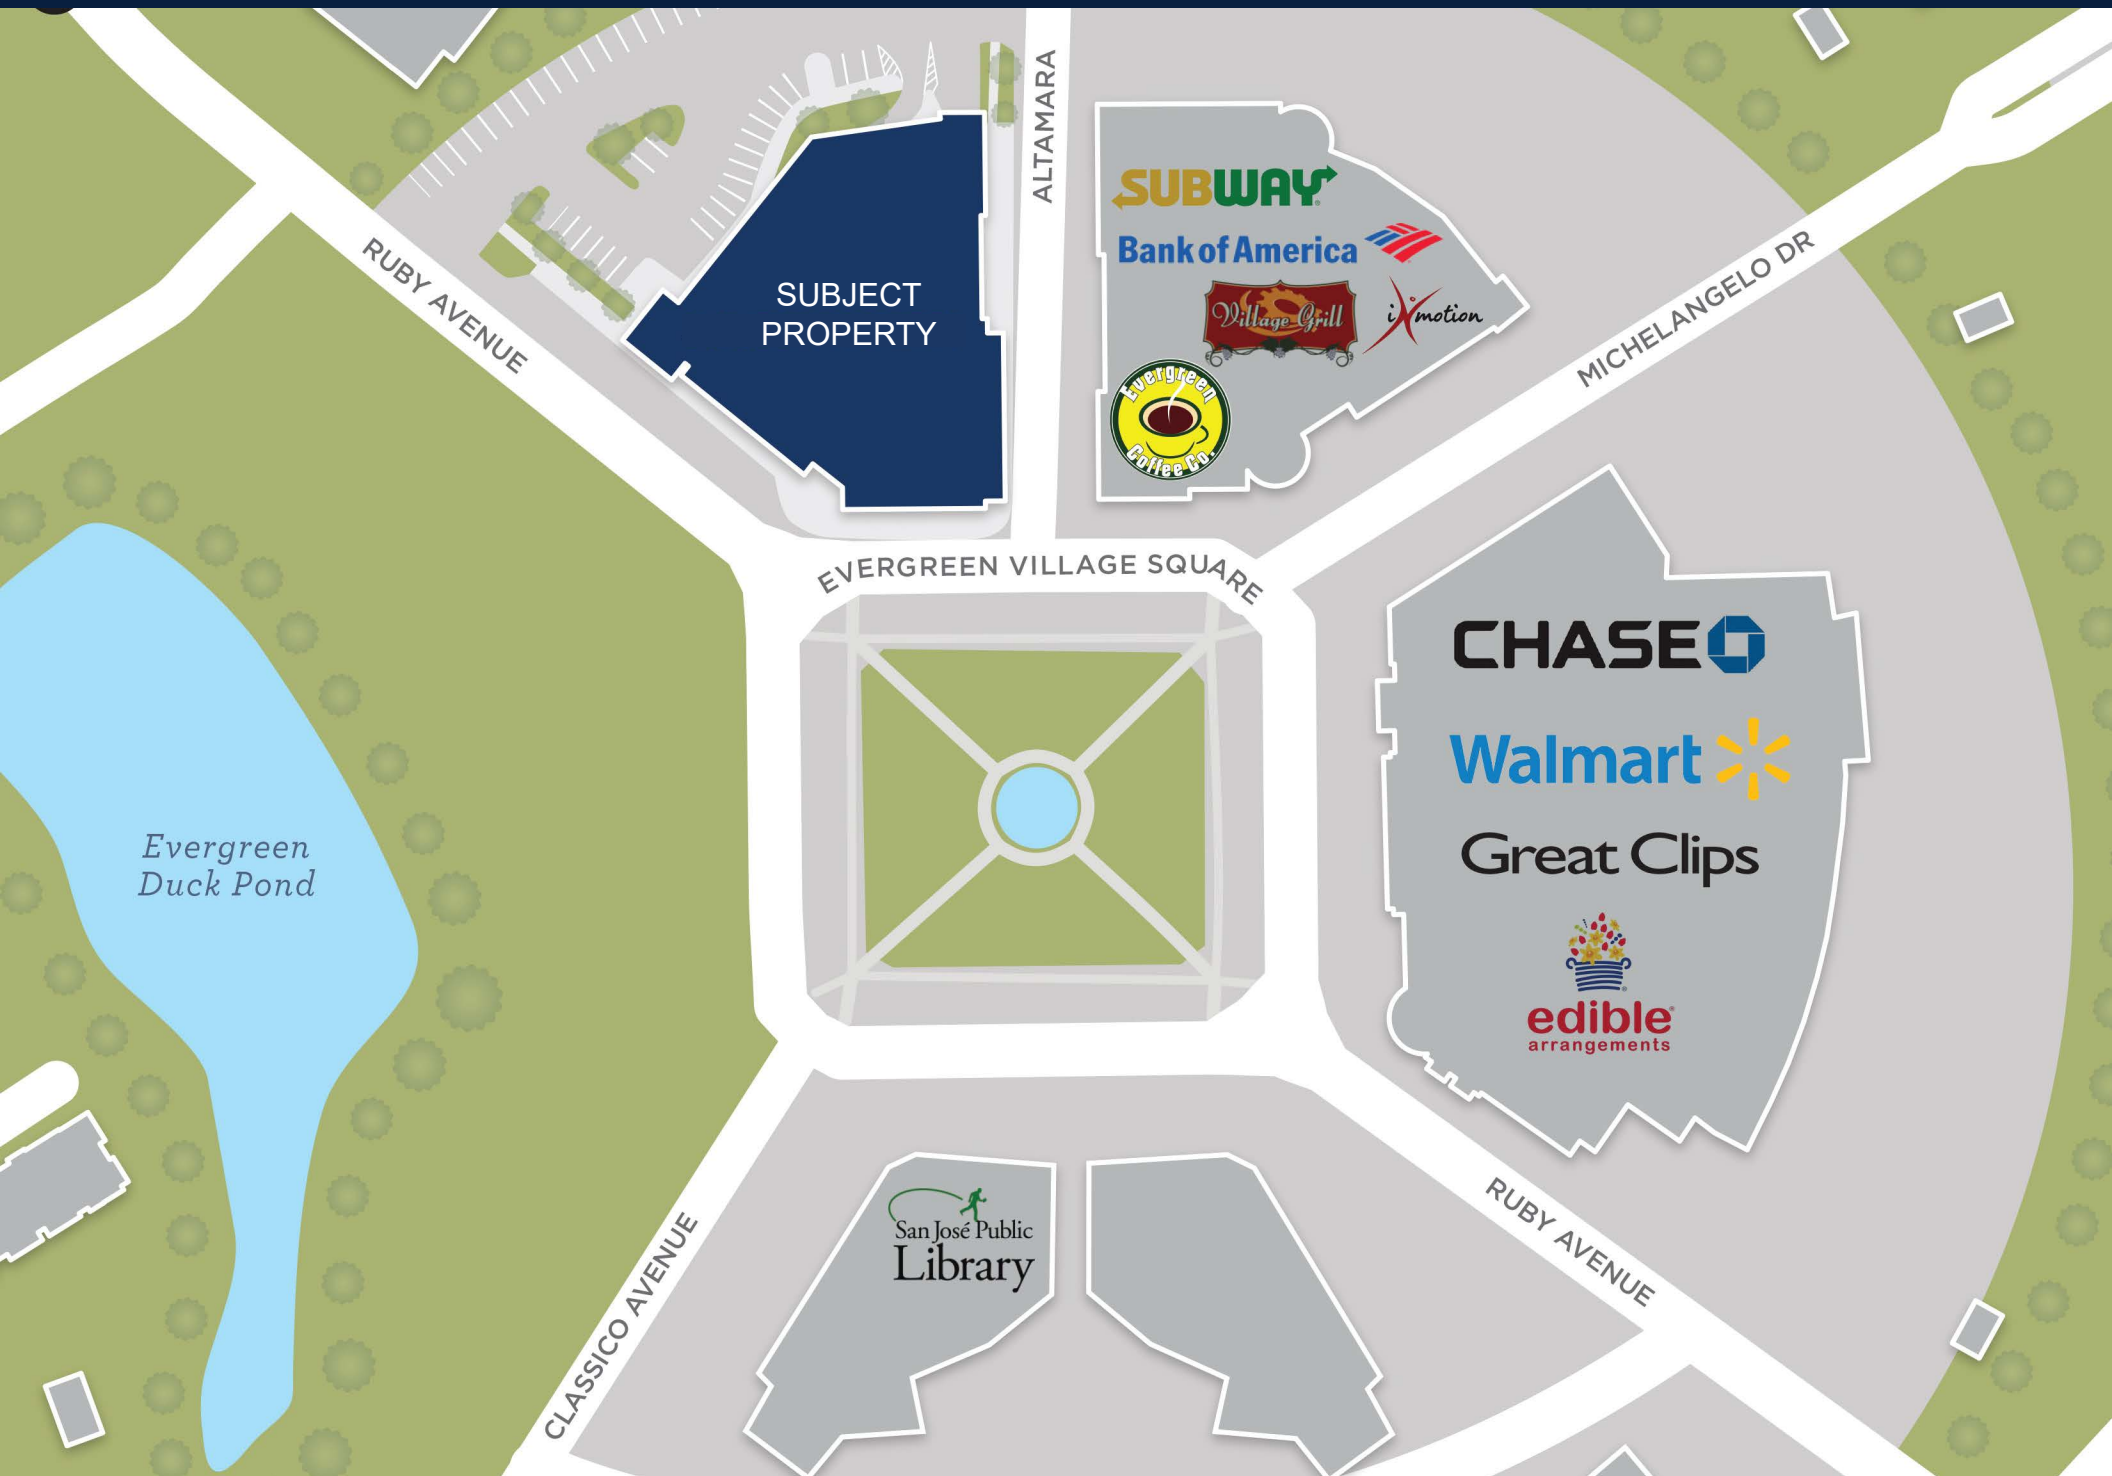 ALTAMARA
SUBWAY
Bank of America
Village Grill
iXmotion
Evergreen
Coffee Co.
SUBJECT
PROPERTY
RUBY AVENUE
MICHELANGELO DR
EVERGREEN VILLAGE SQUARE
CHASE
Walmart
Great Clips
edible
arrangements
Evergreen
Duck Pond
San José Public
Library
CLASSICO AVENUE
RUBY AVENUE